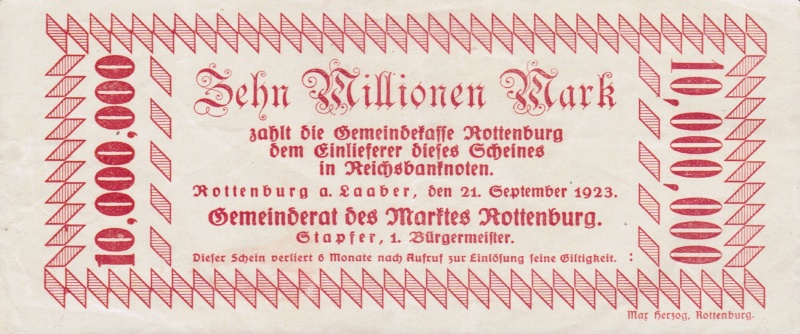 10,000,000
Zehn Millionen Mark
zahlt die Gemeindekasse Rottenburg
dem Einlieferer dieses Scheines
in Reichsbanknoten.
Rottenburg a. Laaber, den 21. September 1923.
Gemeinderat des Marktes Rottenburg.
Stapfer, 1. Bürgermeister.
Dieser Schein verliert 6 Monate nach Aufruf zur Einlösung seine Giltigkeit. :
10,000,000
Max Herzog, Rottenburg.